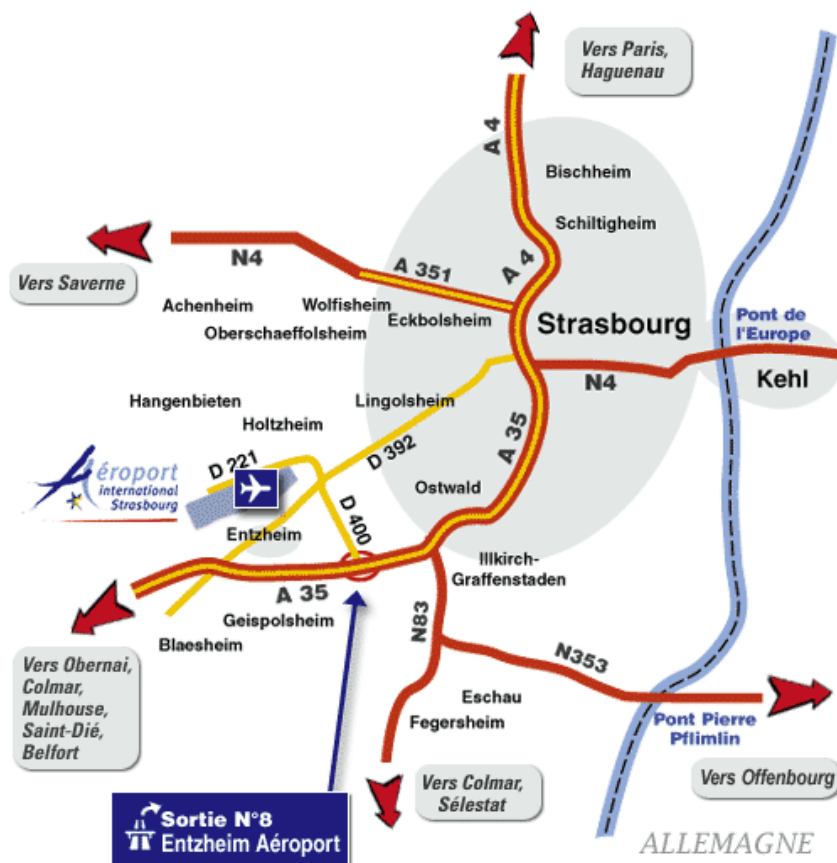 Vers Paris,
Haguenau
A 4
Bischheim
Schiltigheim
A 4
N4
Vers Saverne
A 351
Achenheim
Wolfisheim
Oberschaeffolsheim
Eckbolsheim
Strasbourg
Pont de
l'Europe
N4
Kehl
Hangenbieten
Lingolsheim
Holtzheim
A 35
D 221
D 392
Aéroport
international
Strasbourg
Ostwald
D 400
Entzheim
Illkirch-
Graffenstaden
A 35
Geispolsheim
Blaesheim
N83
N353
Vers Obernai,
Colmar,
Mulhouse,
Saint-Dié,
Belfort
Eschau
Fegersheim
Pont Pierre
Pflimlin
Vers Colmar,
Sélestat
Vers Offenbourg
Sortie N°8
Entzheim Aéroport
ALLEMAGNE